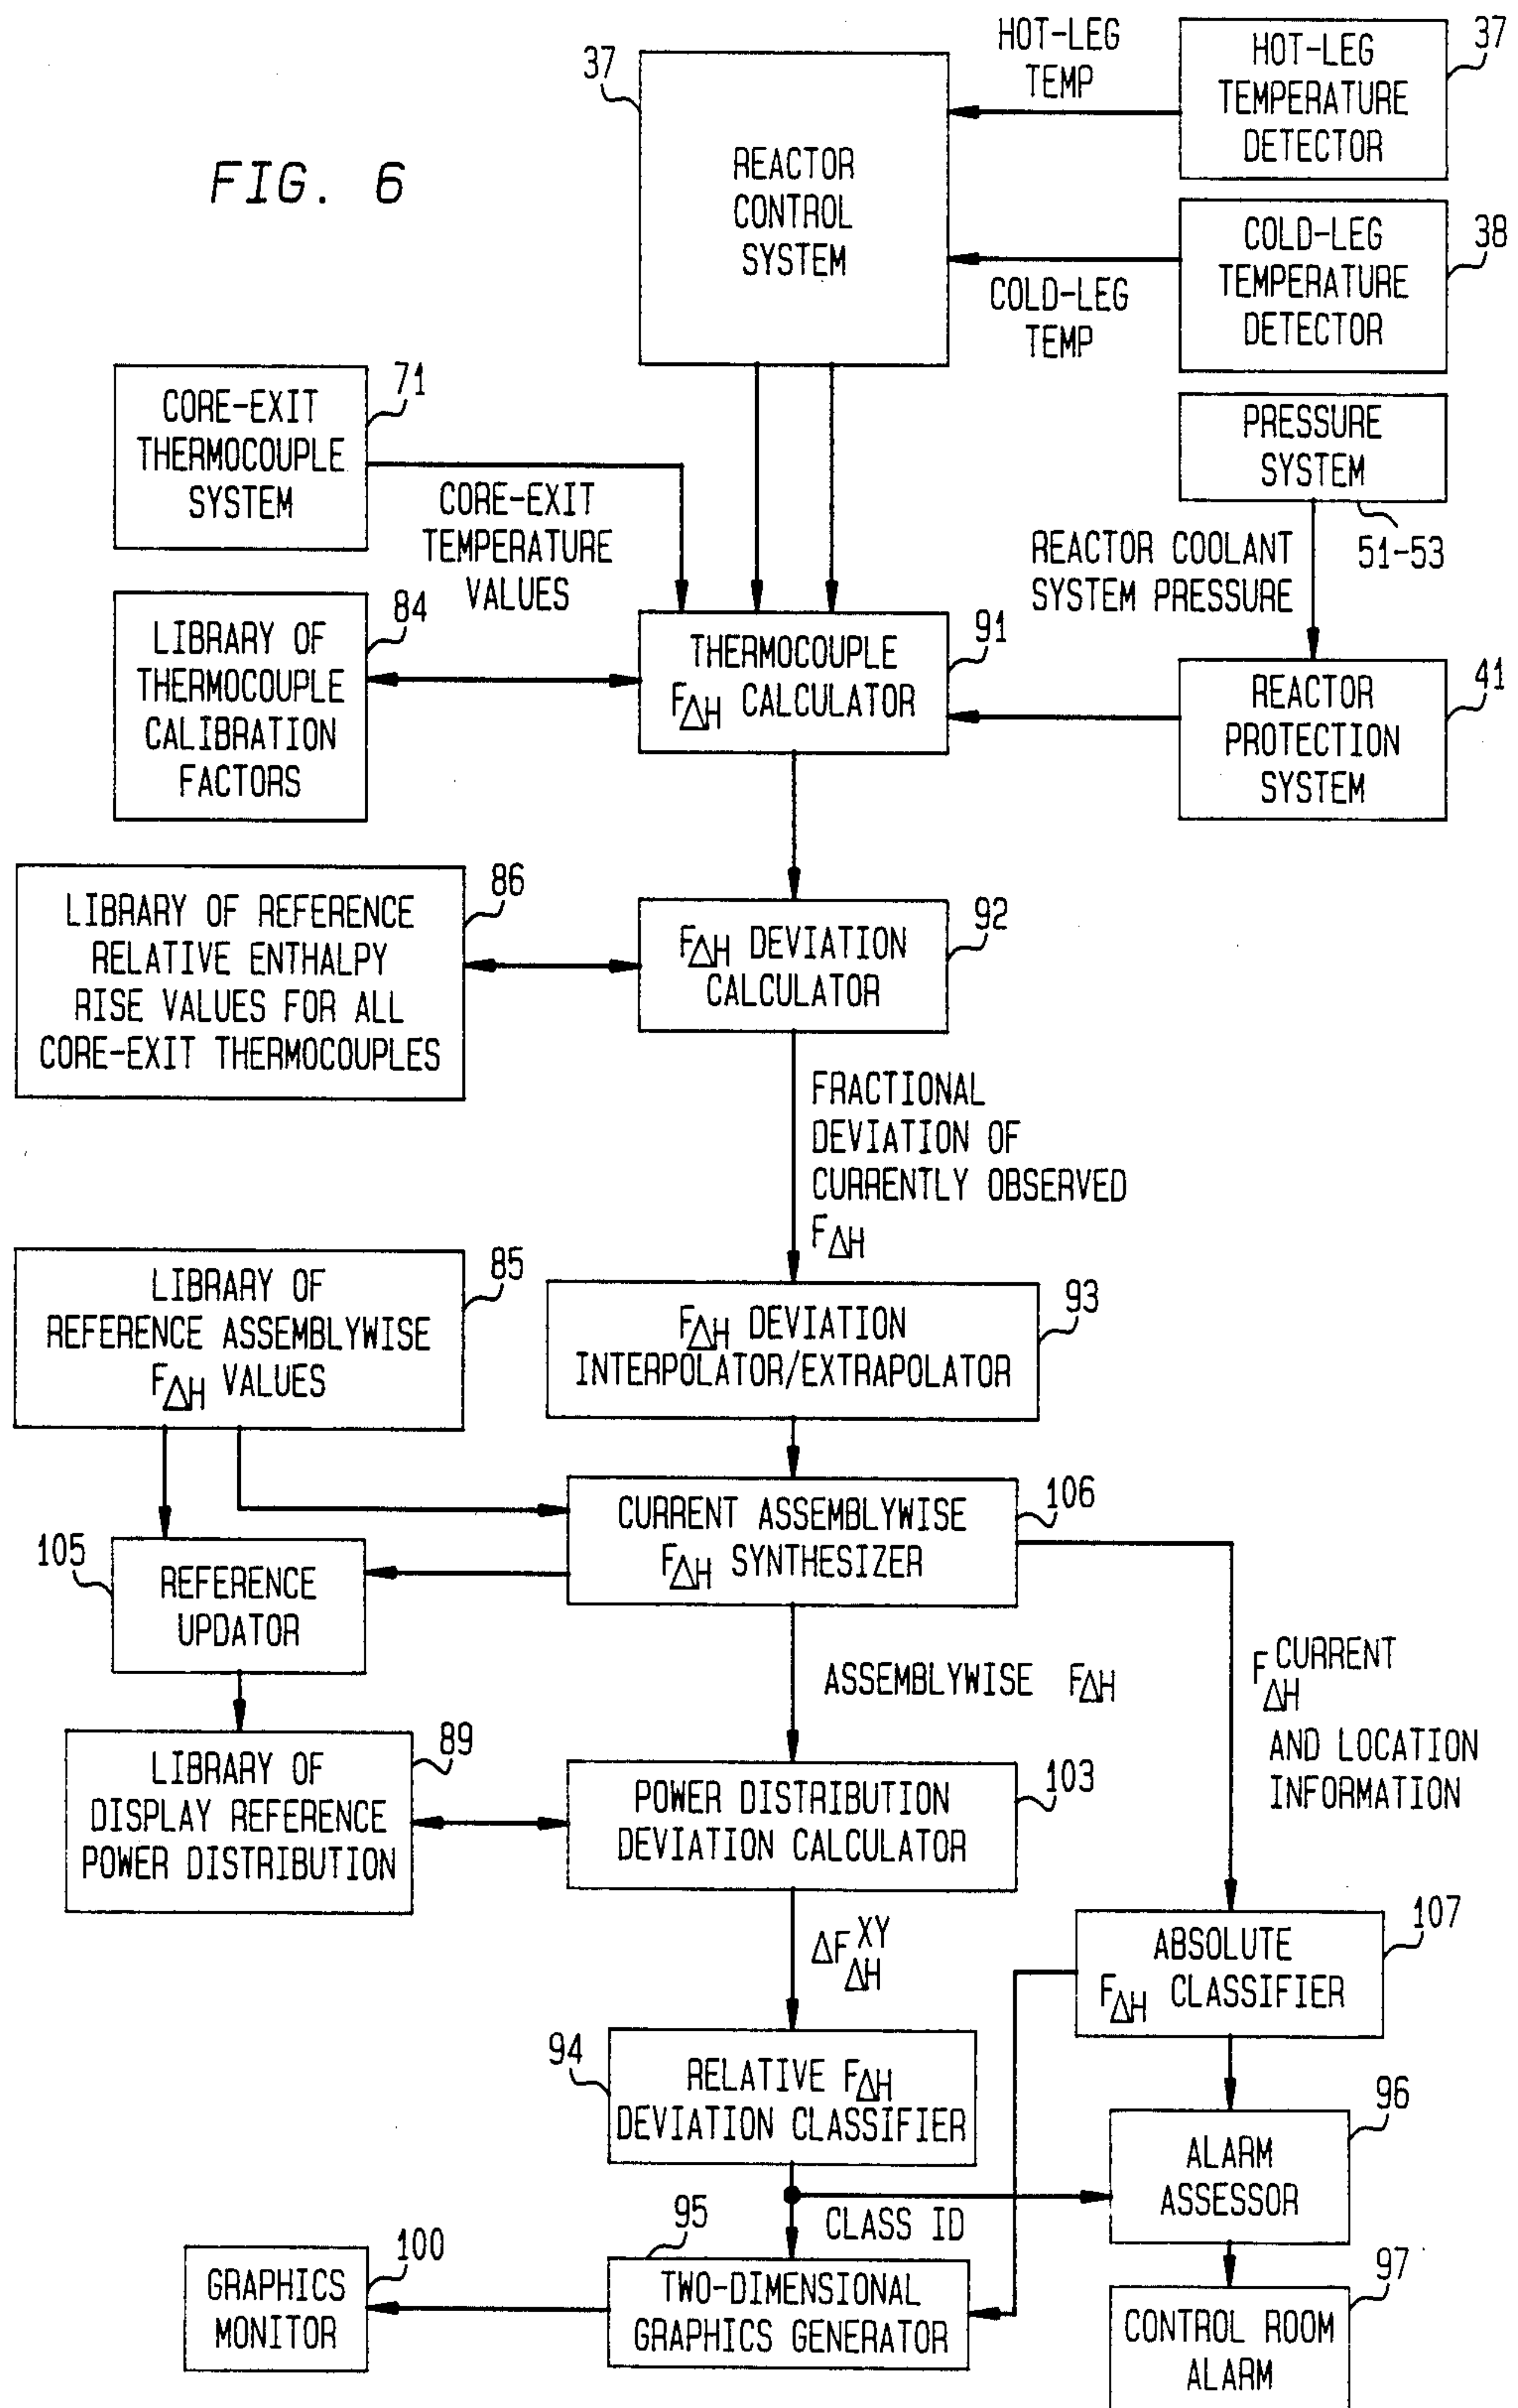 FIG. 6
37
REACTOR
CONTROL
SYSTEM
HOT-LEG
TEMP
37
HOT-LEG
TEMPERATURE
DETECTOR
COLD-LEG
TEMP
38
COLD-LEG
TEMPERATURE
DETECTOR
71
CORE-EXIT
THERMOCOUPLE
SYSTEM
CORE-EXIT
TEMPERATURE
VALUES
PRESSURE
SYSTEM
51-53
REACTOR COOLANT
SYSTEM PRESSURE
84
LIBRARY OF
THERMOCOUPLE
CALIBRATION
FACTORS
91
THERMOCOUPLE
FΔH CALCULATOR
41
REACTOR
PROTECTION
SYSTEM
86
LIBRARY OF REFERENCE
RELATIVE ENTHALPY
RISE VALUES FOR ALL
CORE-EXIT THERMOCOUPLES
92
FΔH DEVIATION
CALCULATOR
FRACTIONAL
DEVIATION OF
CURRENTLY OBSERVED
FΔH
85
LIBRARY OF
REFERENCE ASSEMBLYWISE
FΔH VALUES
93
FΔH DEVIATION
INTERPOLATOR/EXTRAPOLATOR
106
CURRENT ASSEMBLYWISE
FΔH SYNTHESIZER
105
REFERENCE
UPDATOR
ASSEMBLYWISE FΔH
FΔH CURRENT
AND LOCATION
INFORMATION
89
LIBRARY OF
DISPLAY REFERENCE
POWER DISTRIBUTION
103
POWER DISTRIBUTION
DEVIATION CALCULATOR
ΔFΔH XY
107
ABSOLUTE
FΔH CLASSIFIER
94
RELATIVE FΔH
DEVIATION CLASSIFIER
96
ALARM
ASSESSOR
CLASS ID
95
TWO-DIMENSIONAL
GRAPHICS GENERATOR
100
GRAPHICS
MONITOR
97
CONTROL ROOM
ALARM